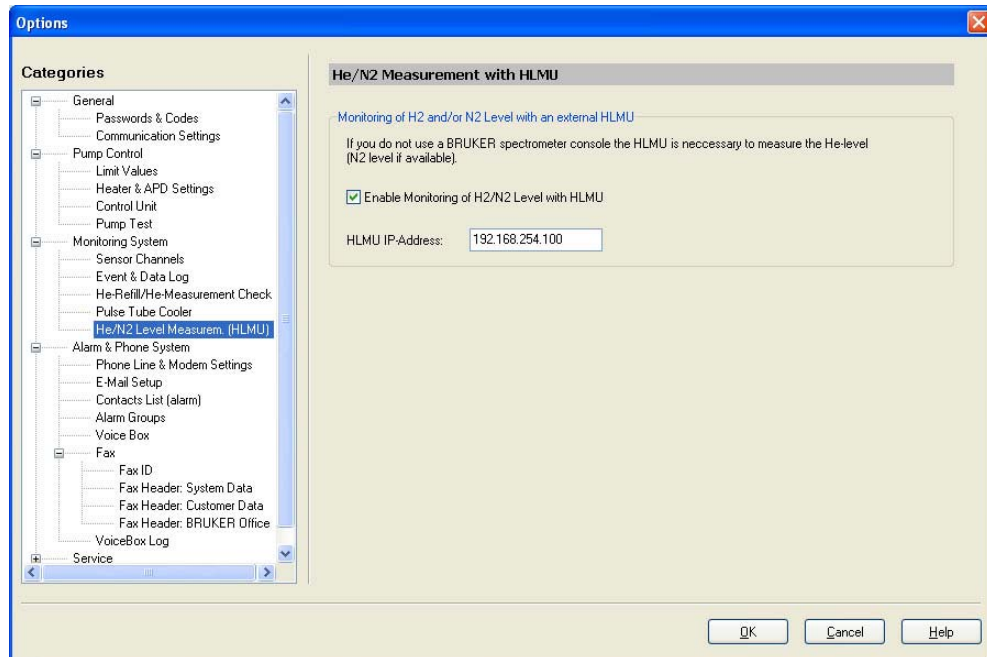 Options
Categories
General
Passwords & Codes
Communication Settings
Pump Control
Limit Values
Heater & APD Settings
Control Unit
Pump Test
Monitoring System
Sensor Channels
Event & Data Log
He-Refill/He-Measurement Check
Pulse Tube Cooler
He/N2 Level Measurem. (HLMU)
Alarm & Phone System
Phone Line & Modem Settings
E-Mail Setup
Contacts List (alarm)
Alarm Groups
Voice Box
Fax
Fax ID
Fax Header: System Data
Fax Header: Customer Data
Fax Header: BRUKER Office
VoiceBox Log
Service
He/N2 Measurement with HLMU
Monitoring of H2 and/or N2 Level with an external HLMU
If you do not use a BRUKER spectrometer console the HLMU is neccessary to measure the He-level
(N2 level if available).
Enable Monitoring of H2/N2 Level with HLMU
HLMU IP-Address: 192.168.254.100
OK Cancel Help